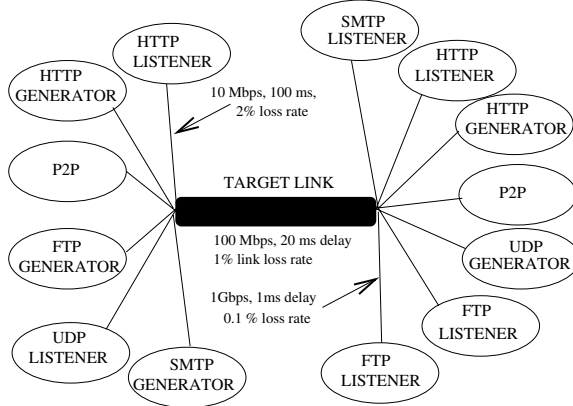 HTTP
LISTENER
SMTP
LISTENER
HTTP
GENERATOR
HTTP
LISTENER
10 Mbps, 100 ms,
2% loss rate
HTTP
GENERATOR
P2P
TARGET LINK
P2P
FTP
GENERATOR
100 Mbps, 20 ms delay
1% link loss rate
UDP
GENERATOR
1Gbps, 1ms delay
0.1 % loss rate
FTP
LISTENER
UDP
LISTENER
SMTP
GENERATOR
FTP
LISTENER